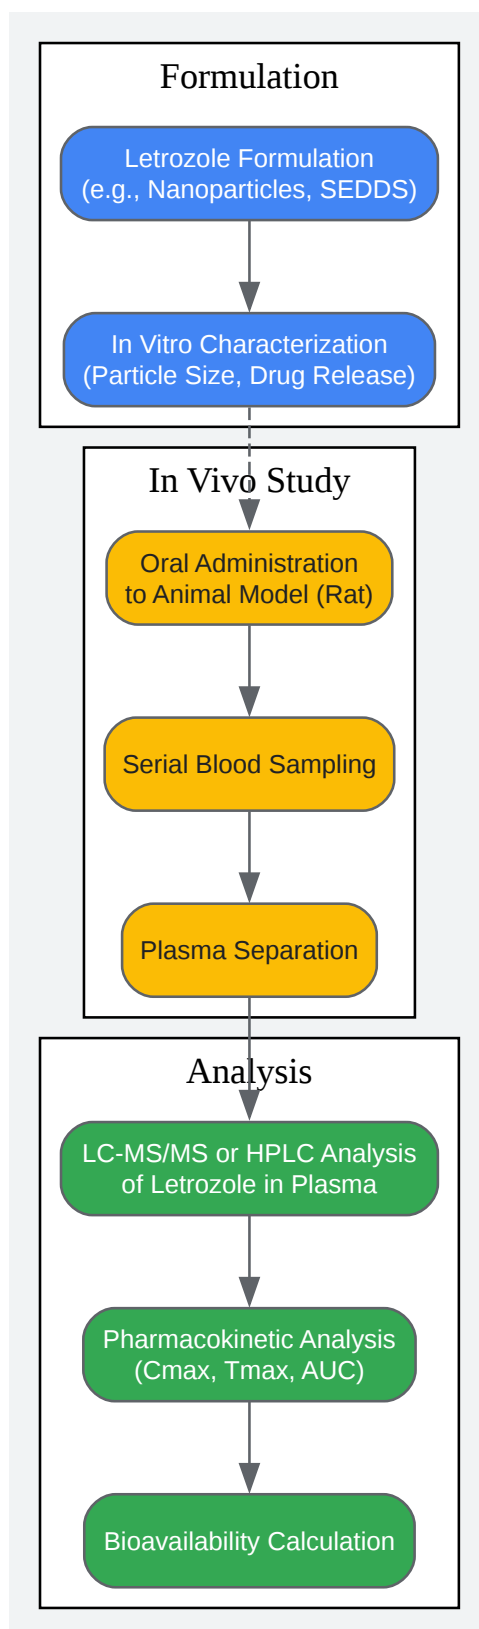 Formulation
Letrozole Formulation
(e.g., Nanoparticles, SEDDS)
In Vitro Characterization
(Particle Size, Drug Release)
In Vivo Study
Oral Administration
to Animal Model (Rat)
Serial Blood Sampling
Plasma Separation
Analysis
LC-MS/MS or HPLC Analysis
of Letrozole in Plasma
Pharmacokinetic Analysis
(Cmax, Tmax, AUC)
Bioavailability Calculation